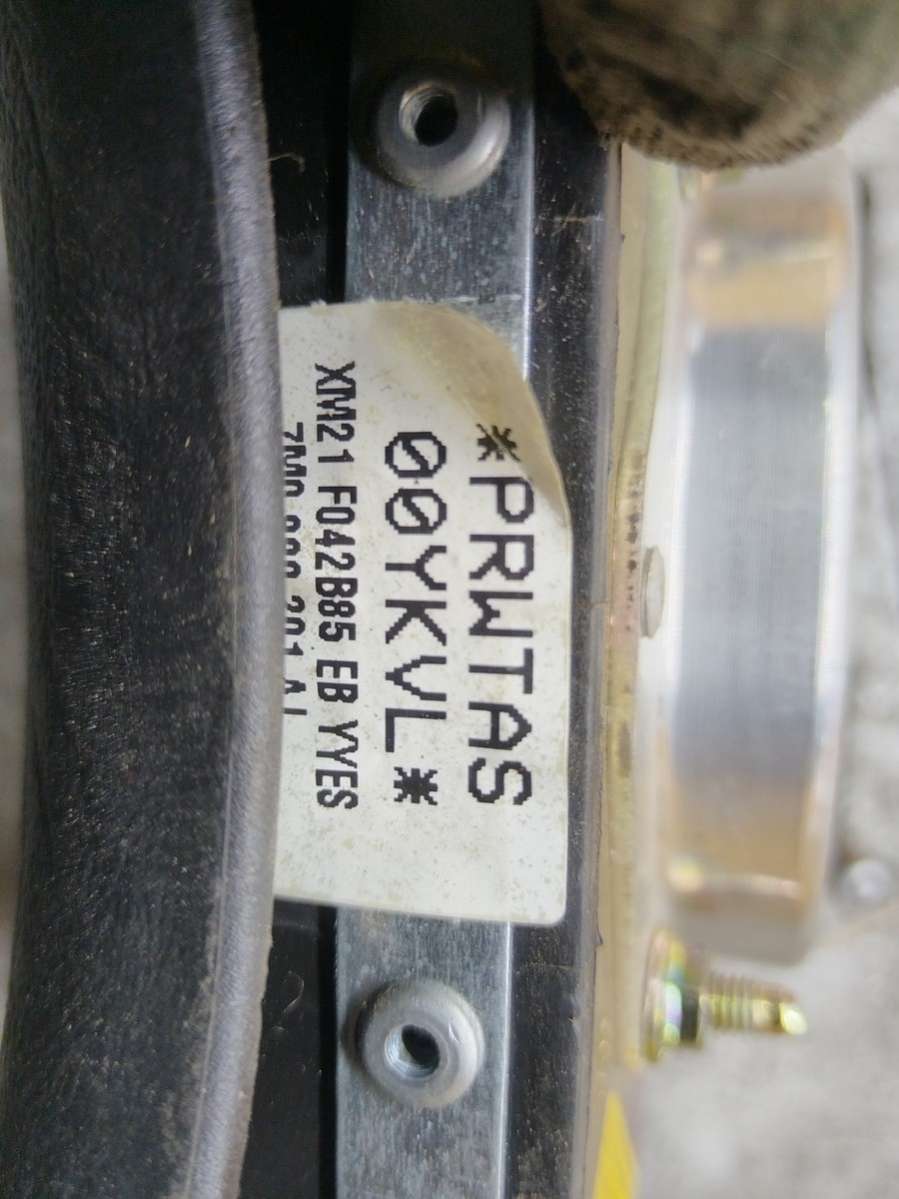 *PRWTAS
00YKVL*
XM21 F042B85 EB YYES